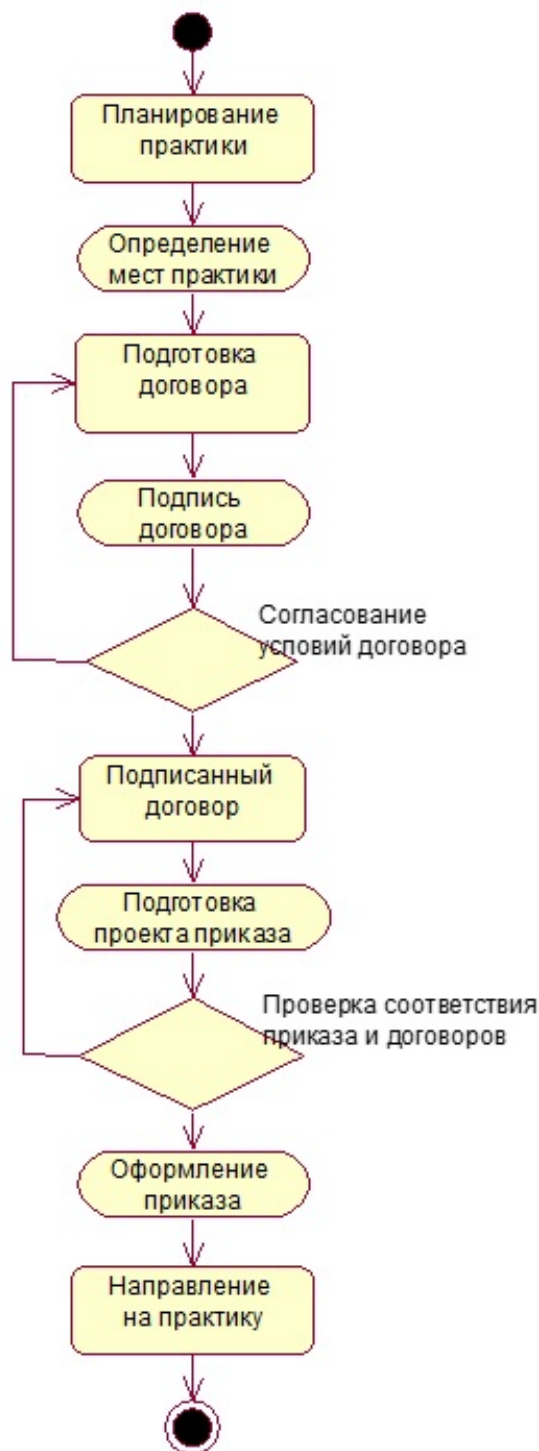 Планирование
практики
Определение
мест практики
Подготовка
договора
Подпись
договора
Согласование
условий договора
Подписанный
договор
Подготовка
проекта приказа
Проверка соответствия
приказа и договоров
Оформление
приказа
Направление
на практику